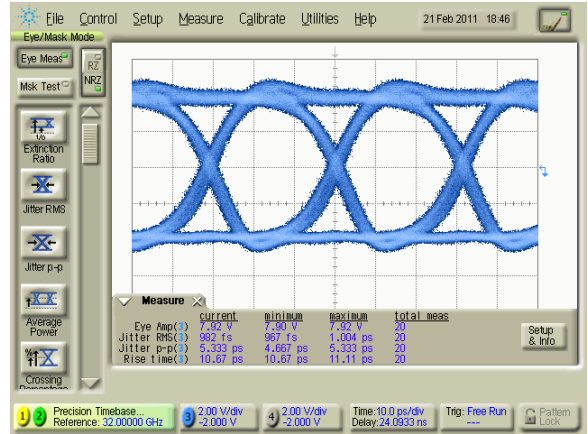 File Control Setup Measure Calibrate Utilities Help 21 Feb 2011 18:46
Eye/Mask Mode
Eye Meas
RZ
NRZ
Msk Test
1/0
Extinction
Ratio
Jitter RMS
Jitter p-p
Average
Power
%
Crossing
Percentage
Measure
current minimum maximum total meas
Eye Amp(3) 7.92 V 7.90 V 7.92 V 20
Jitter RMS(3) 982 fs 967 fs 1.004 ps 20
Jitter p-p(3) 5.333 ps 4.667 ps 5.333 ps 20
Rise time(3) 10.67 ps 10.67 ps 11.11 ps 20
Setup
& Info
1 2 Precision Timebase...
Reference: 32.00000 GHz
3 2.00 V/div
-2.000 V
4 2.00 V/div
-2.000 V
Time:10.0 ps/div
Delay:24.0933 ns
Trig: Free Run
---
Pattern
Lock